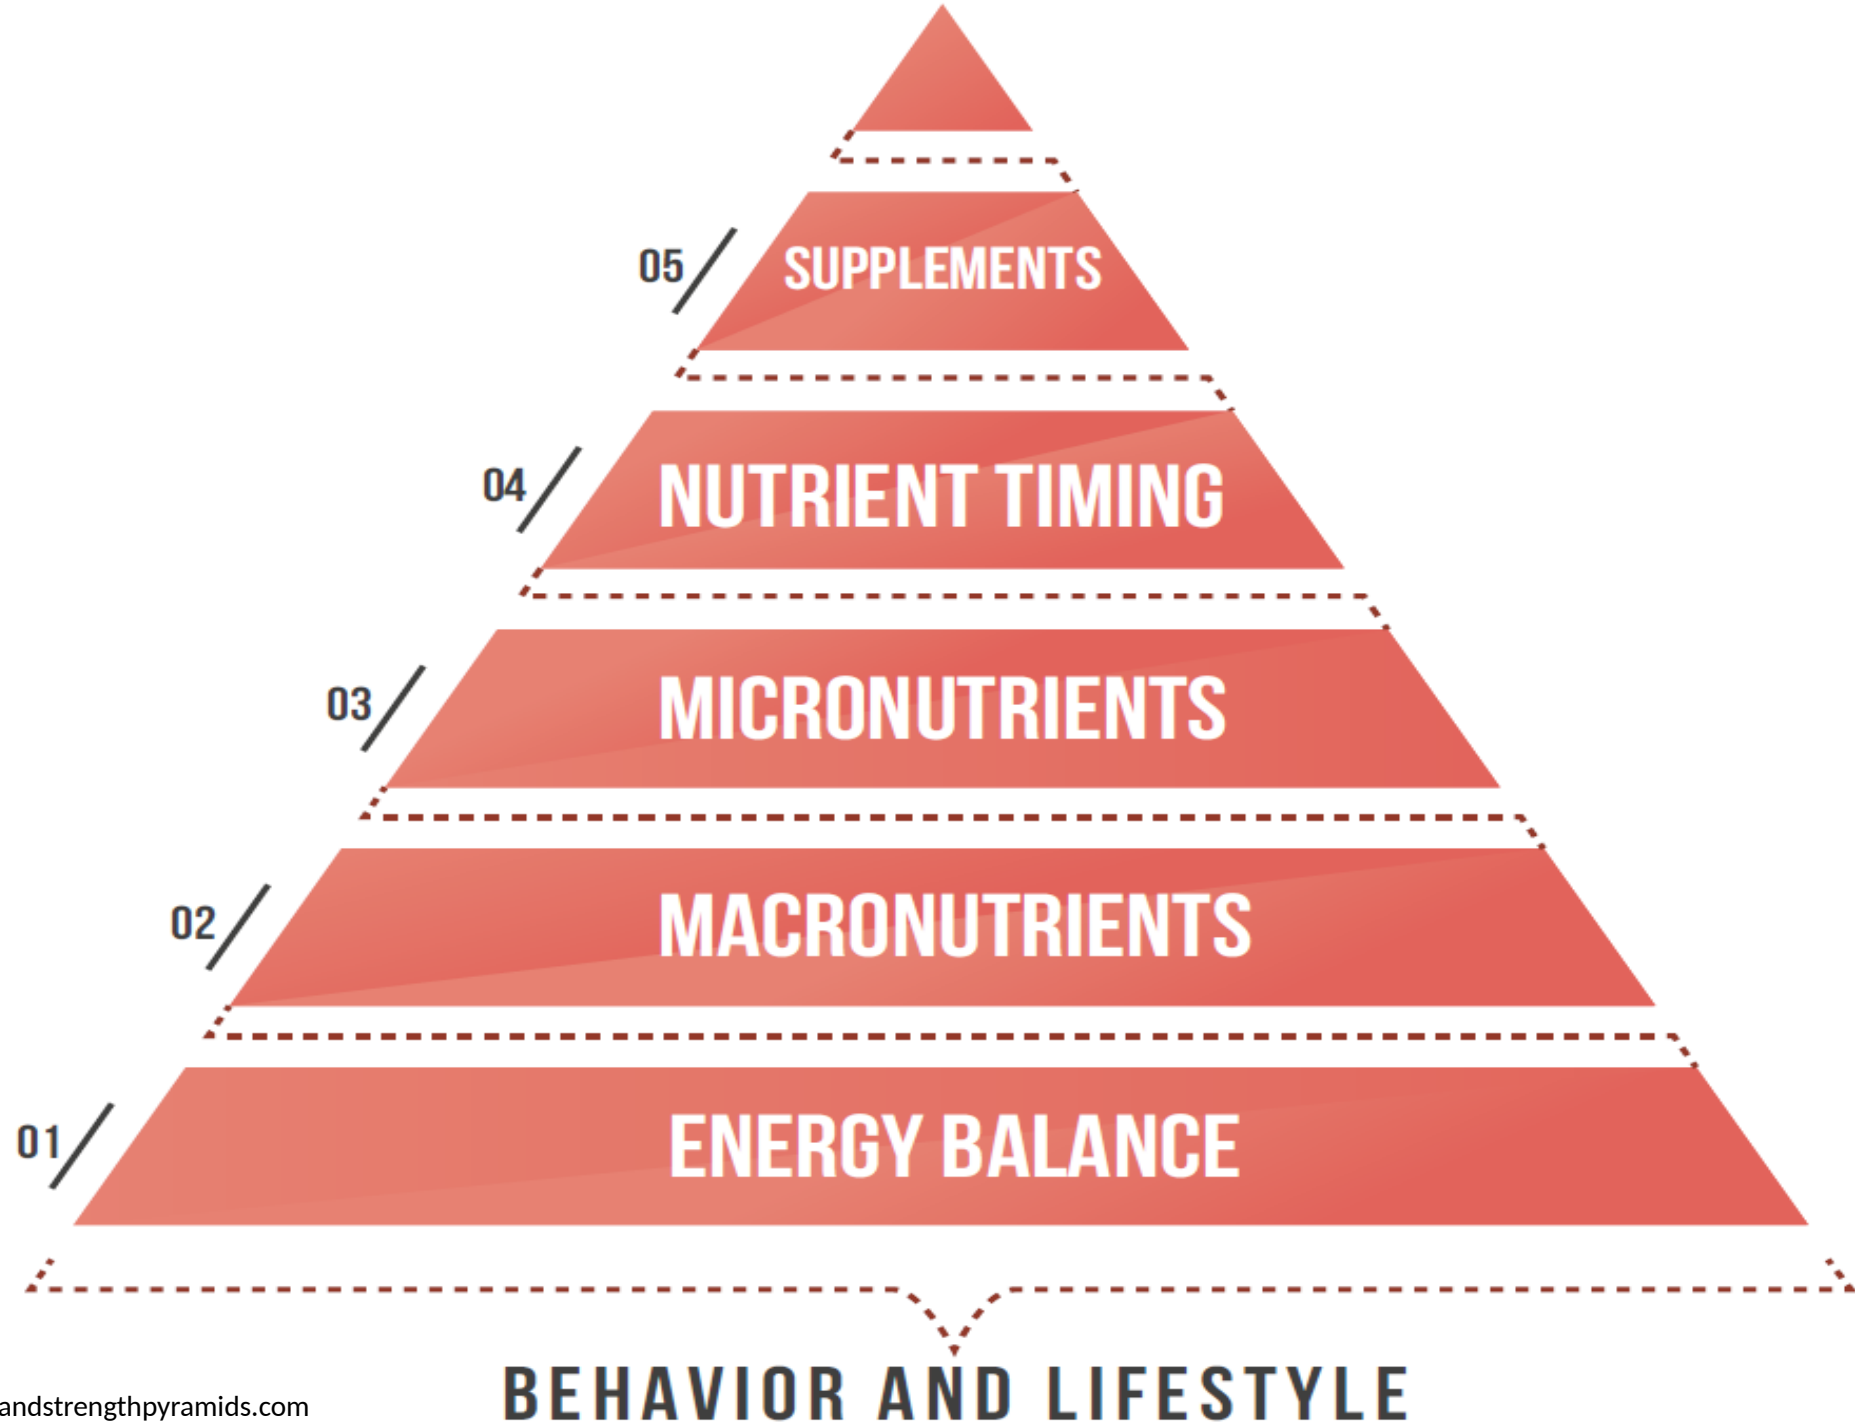 05
SUPPLEMENTS
04
NUTRIENT TIMING
03
MICRONUTRIENTS
02
MACRONUTRIENTS
01
ENERGY BALANCE
BEHAVIOR AND LIFESTYLE
andstrengthpyramids.com